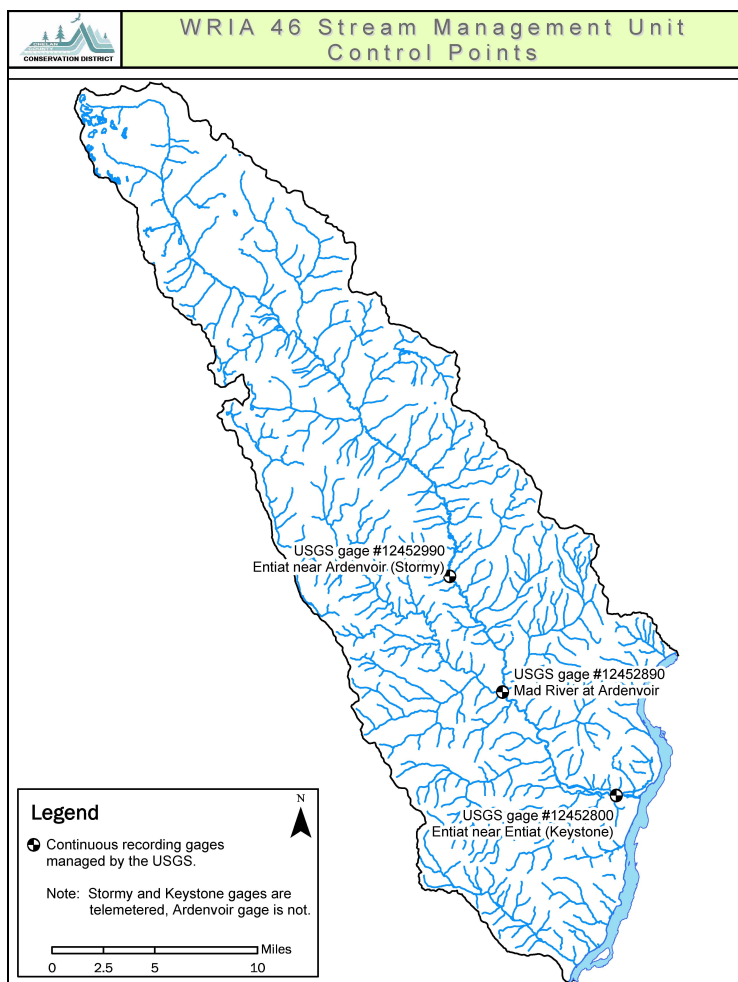 CHELAN
COUNTY
CONSERVATION DISTRICT
WRIA 46 Stream Management Unit
Control Points
USGS gage #12452990
Entiat near Ardenvoir (Stormy)
USGS gage #12452890
Mad River at Ardenvoir
USGS gage #12452800
Entiat near Entiat (Keystone)
Legend
N
Continuous recording gages
managed by the USGS.
Note: Stormy and Keystone gages are
telemetered, Ardenvoir gage is not.
Miles
0 2.5 5 10